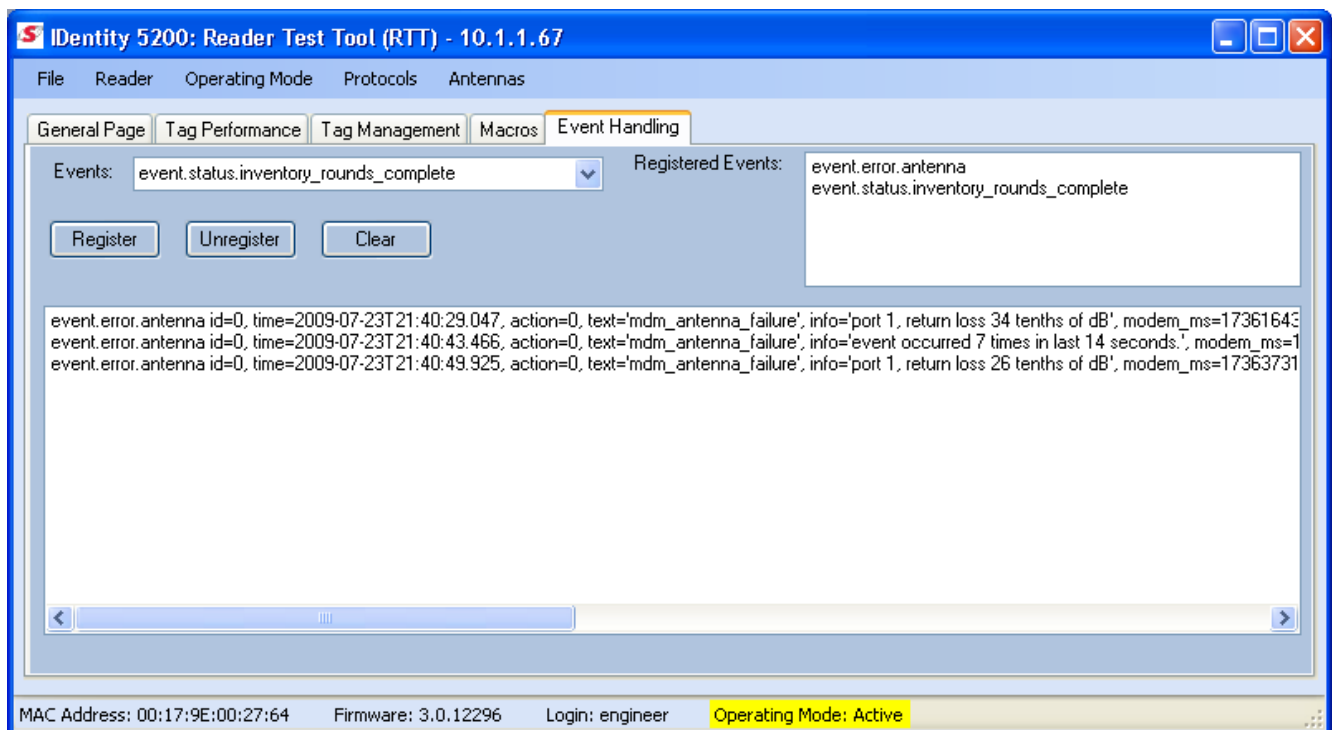 IDentity 5200: Reader Test Tool (RTT) - 10.1.1.67
File Reader Operating Mode Protocols Antennas
General Page Tag Performance Tag Management Macros Event Handling
Events: event.status.inventory_rounds_complete Registered Events:
event.error.antenna
event.status.inventory_rounds_complete
Register Unregister Clear
event.error.antenna id=0, time=2009-07-23T21:40:29.047, action=0, text='mdm_antenna_failure', info='port 1, return loss 34 tenths of dB', modem_ms=17361643
event.error.antenna id=0, time=2009-07-23T21:40:43.466, action=0, text='mdm_antenna_failure', info='event occurred 7 times in last 14 seconds.', modem_ms=1
event.error.antenna id=0, time=2009-07-23T21:40:49.925, action=0, text='mdm_antenna_failure', info='port 1, return loss 26 tenths of dB', modem_ms=17363731
MAC Address: 00:17:9E:00:27:64 Firmware: 3.0.12296 Login: engineer Operating Mode: Active